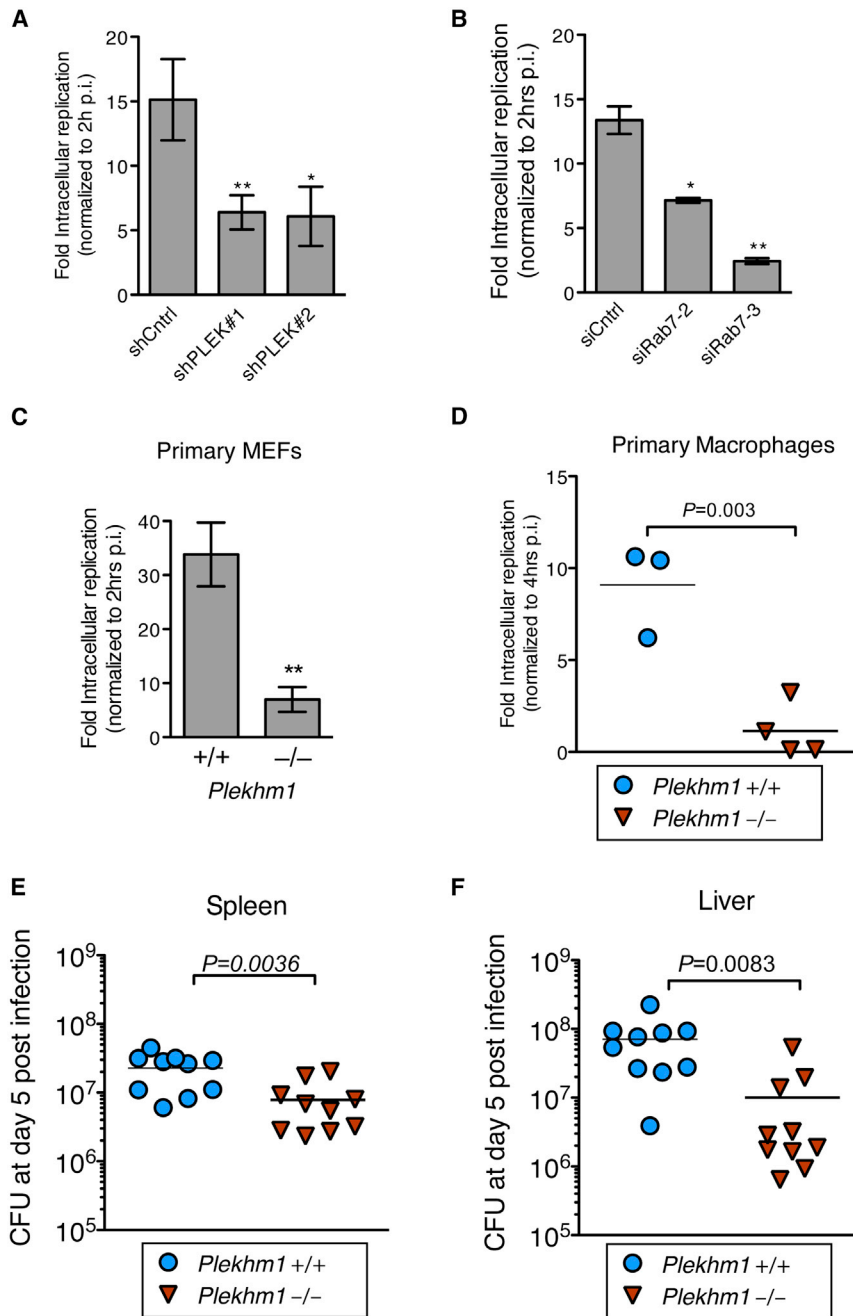 A
Fold Intracellular replication
(normalized to 2h p.i.)
20
15
10
5
0
**
*
shCntrl
shPLEK#1
shPLEK#2
B
Fold Intracellular replication
(normalized to 2hrs p.i.)
20
15
10
5
0
*
**
siCntrl
siRab7-2
siRab7-3
C
Primary MEFs
Fold Intracellular replication
(normalized to 2hrs p.i.)
40
30
20
10
0
**
+/+
–/–
Plekhm1
D
Primary Macrophages
Fold Intracellular replication
(normalized to 4hrs p.i.)
15
10
5
0
P=0.003
Plekhm1 +/+
Plekhm1 –/–
E
Spleen
CFU at day 5 post infection
10⁹
10⁸
10⁷
10⁶
10⁵
P=0.0036
Plekhm1 +/+
Plekhm1 –/–
F
Liver
CFU at day 5 post infection
10⁹
10⁸
10⁷
10⁶
10⁵
P=0.0083
Plekhm1 +/+
Plekhm1 –/–